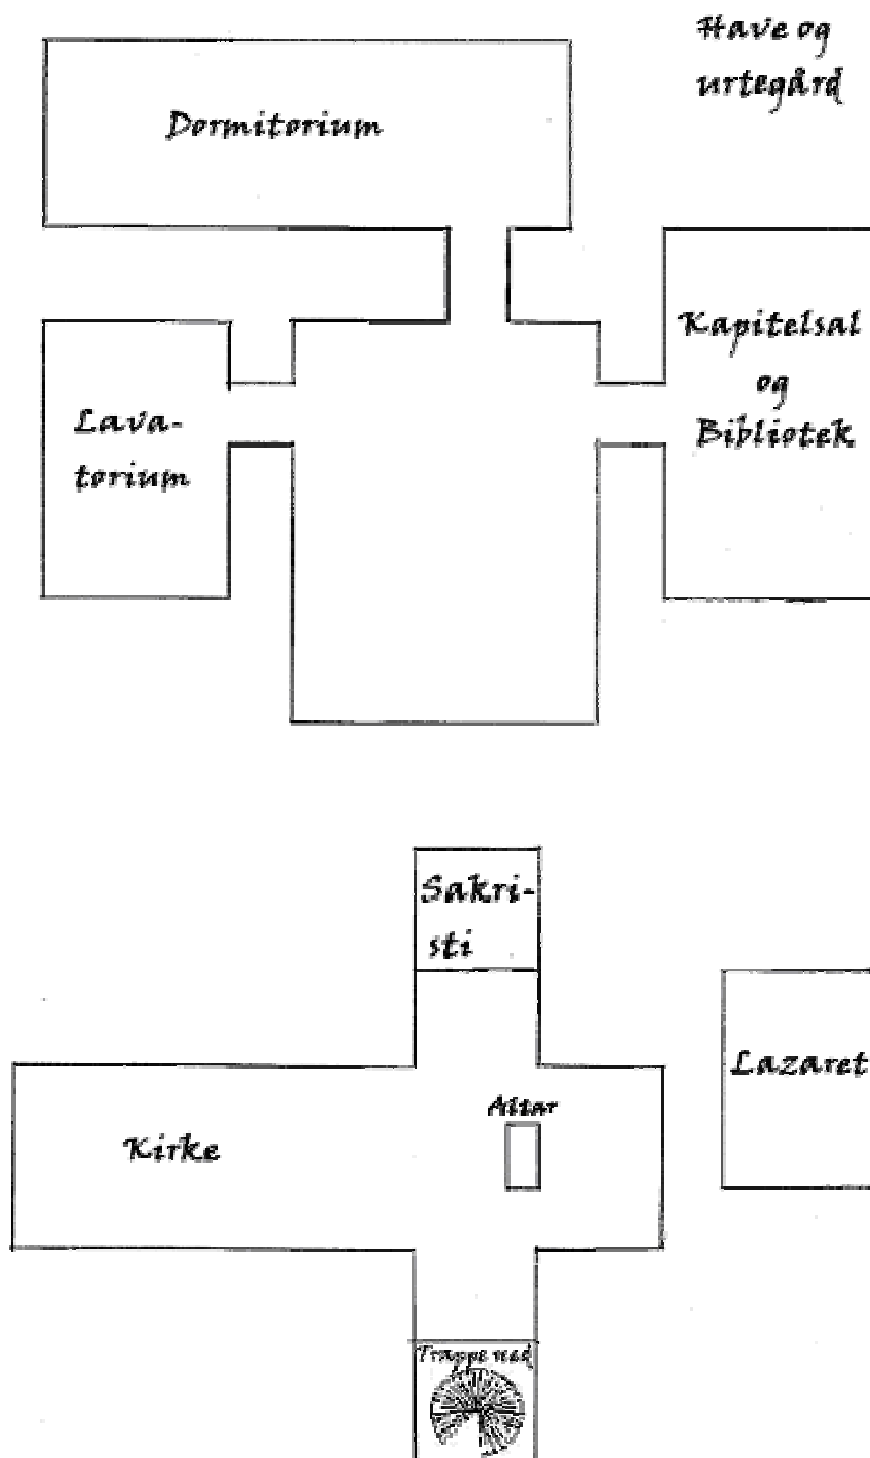 Have og
urtegård
Dormitorium
Kapitelsal
og
Bibliotek
Lava-
torium
Sakri-
sti
Lazaret
Altar
Kirke
Trappe ned